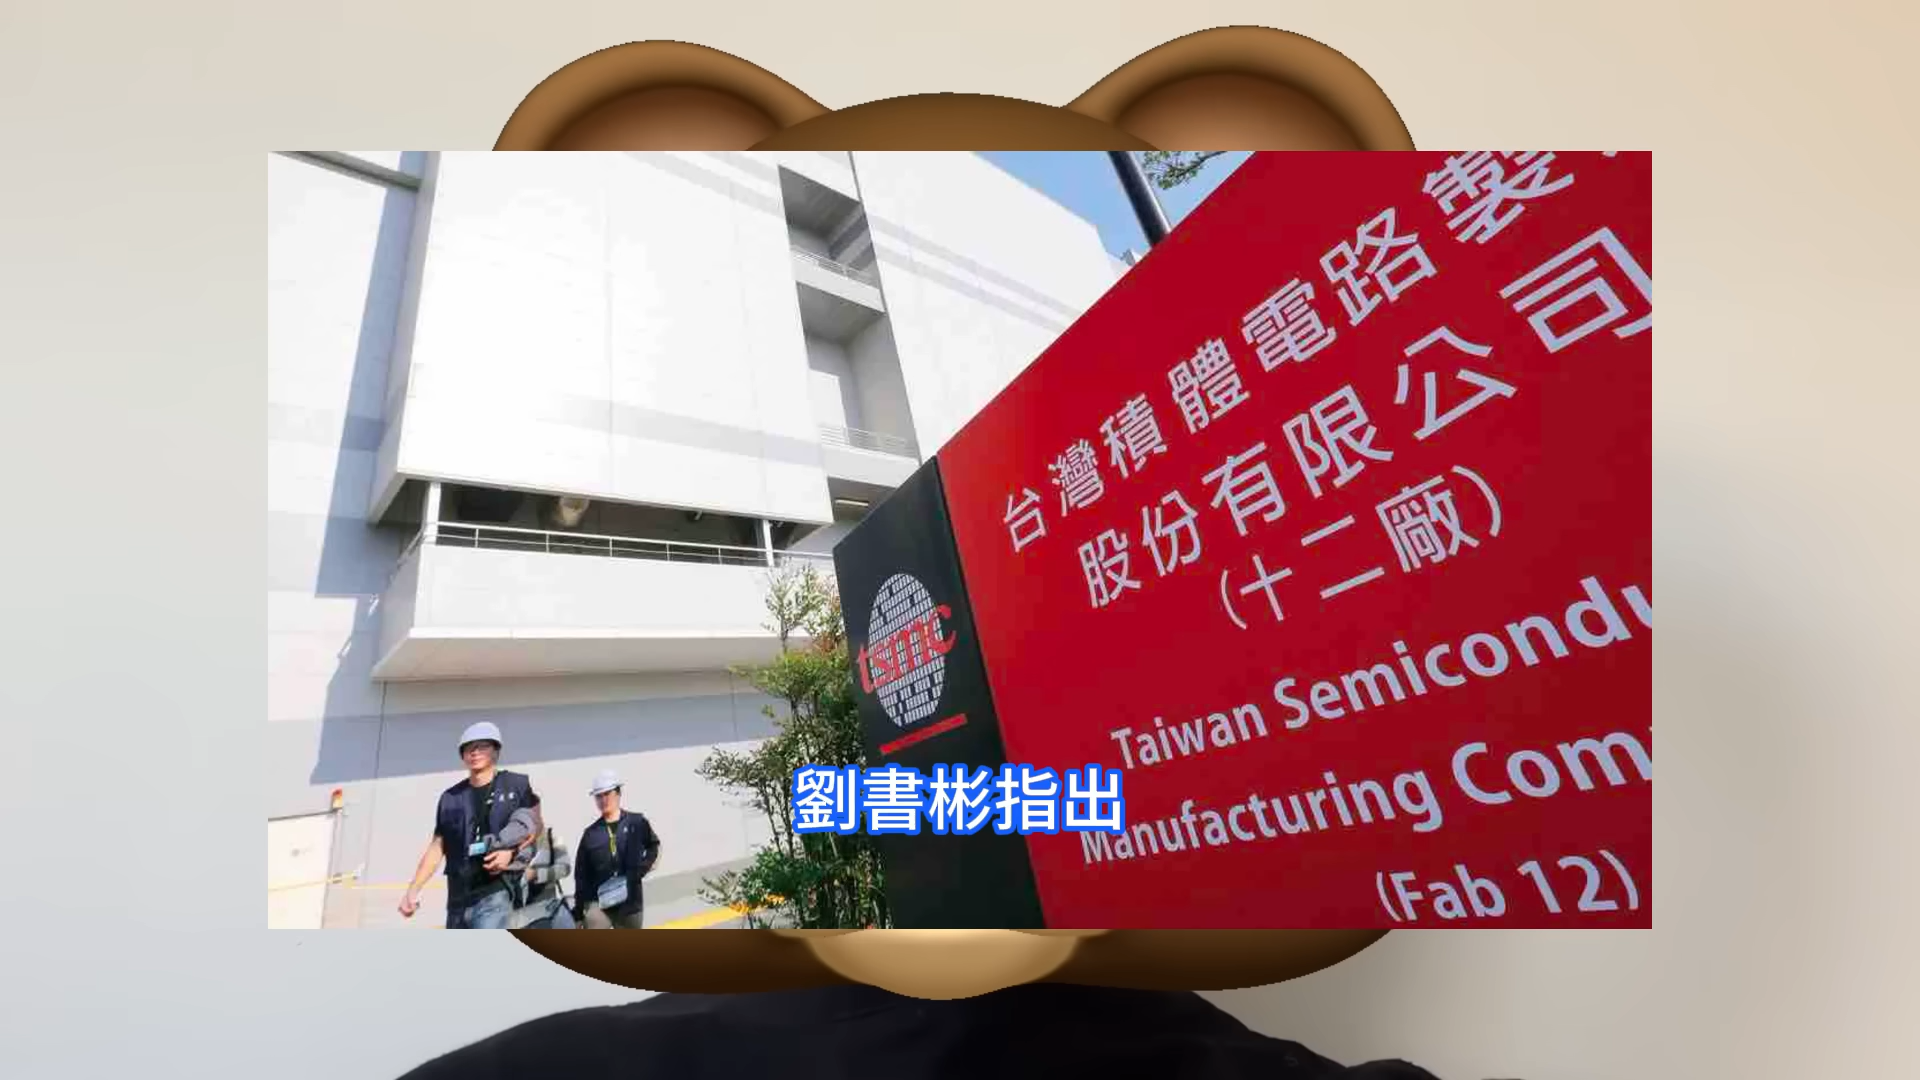 台灣積體電路製
股份有限公司
(十二廠)
Taiwan Semicondu
Manufacturing Com
(Fab 12)
tsmc
劉書彬指出